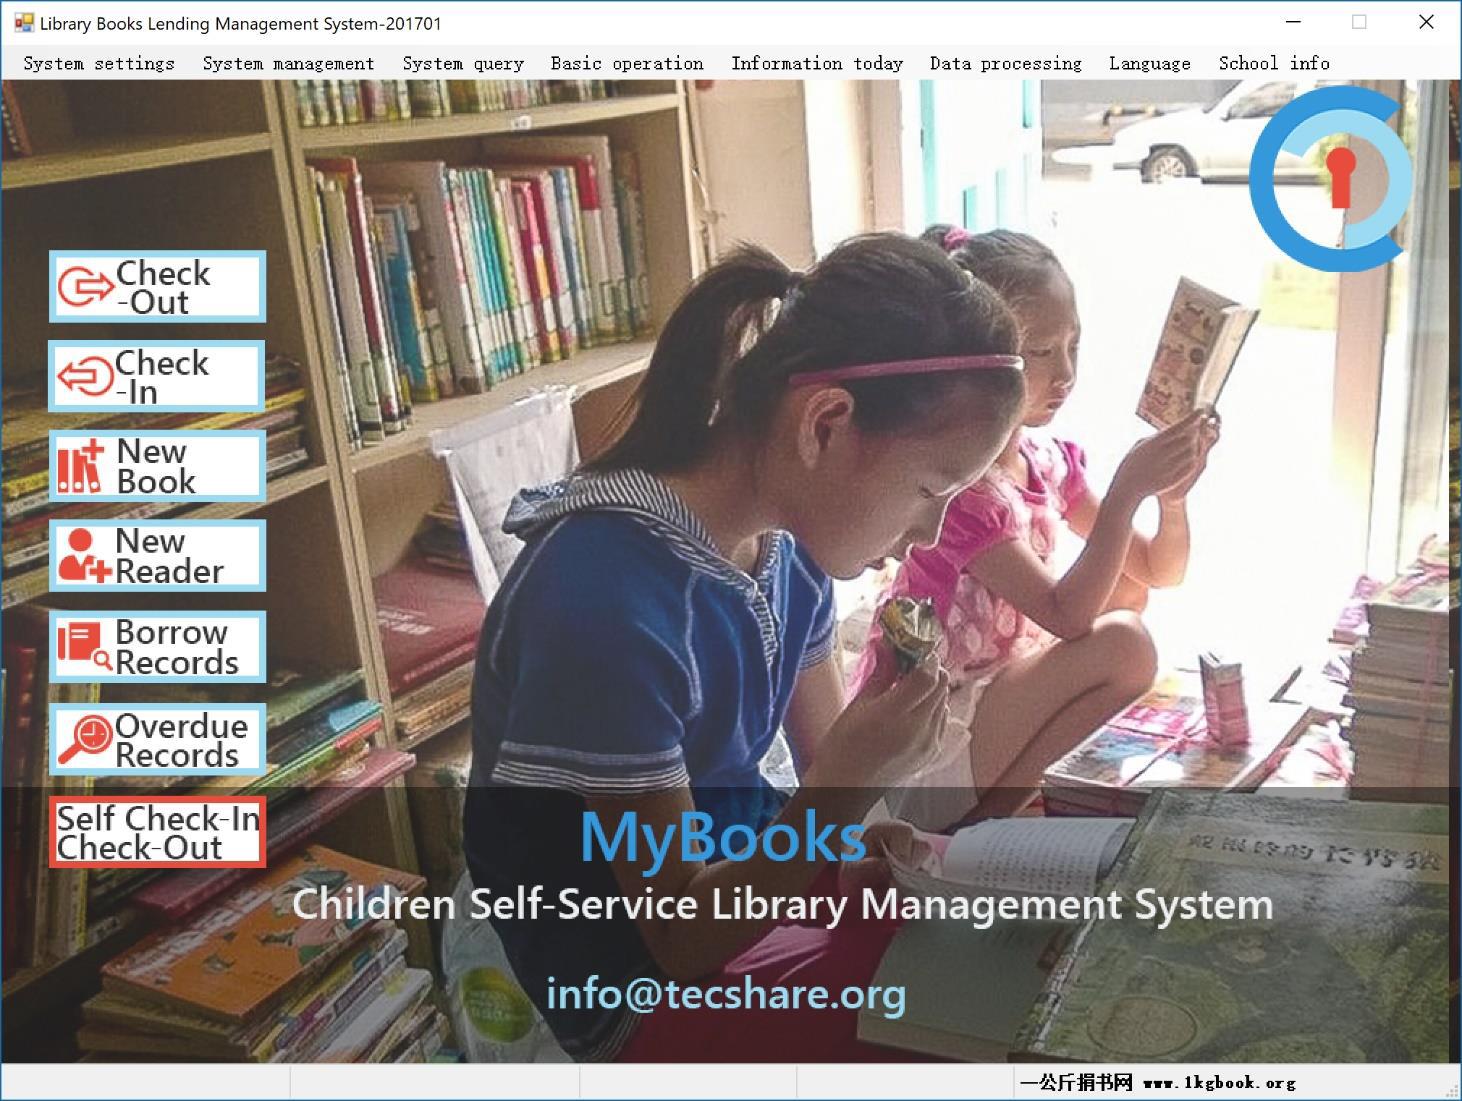 Library Books Lending Management System-201701
System settings System management System query Basic operation Information today Data processing Language School info
Check
-Out
Check
-In
New
Book
New
Reader
Borrow
Records
Overdue
Records
Self Check-In
Check-Out
MyBooks
Children Self-Service Library Management System
info@tecshare.org
一公斤捐书网 www.1kgbook.org